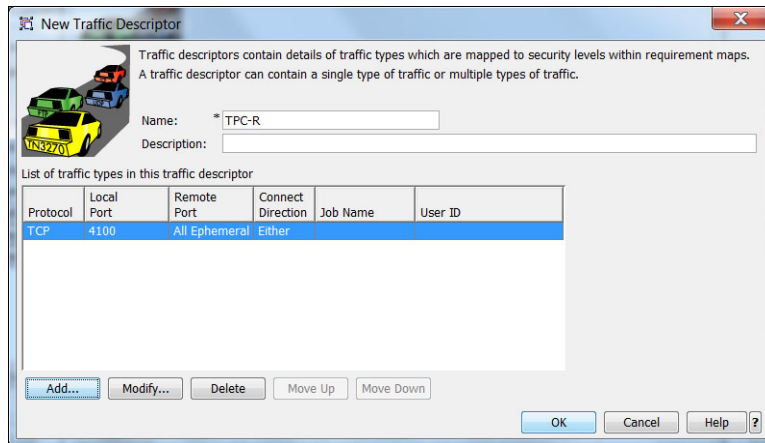 New Traffic Descriptor
X
Traffic descriptors contain details of traffic types which are mapped to security levels within requirement maps.
A traffic descriptor can contain a single type of traffic or multiple types of traffic.
TN3270
Name: * TPC-R
Description:
List of traffic types in this traffic descriptor
Protocol Local Port Remote Port Connect Direction Job Name User ID
TCP 4100 All Ephemeral Either
Add... Modify... Delete Move Up Move Down
OK Cancel Help ?